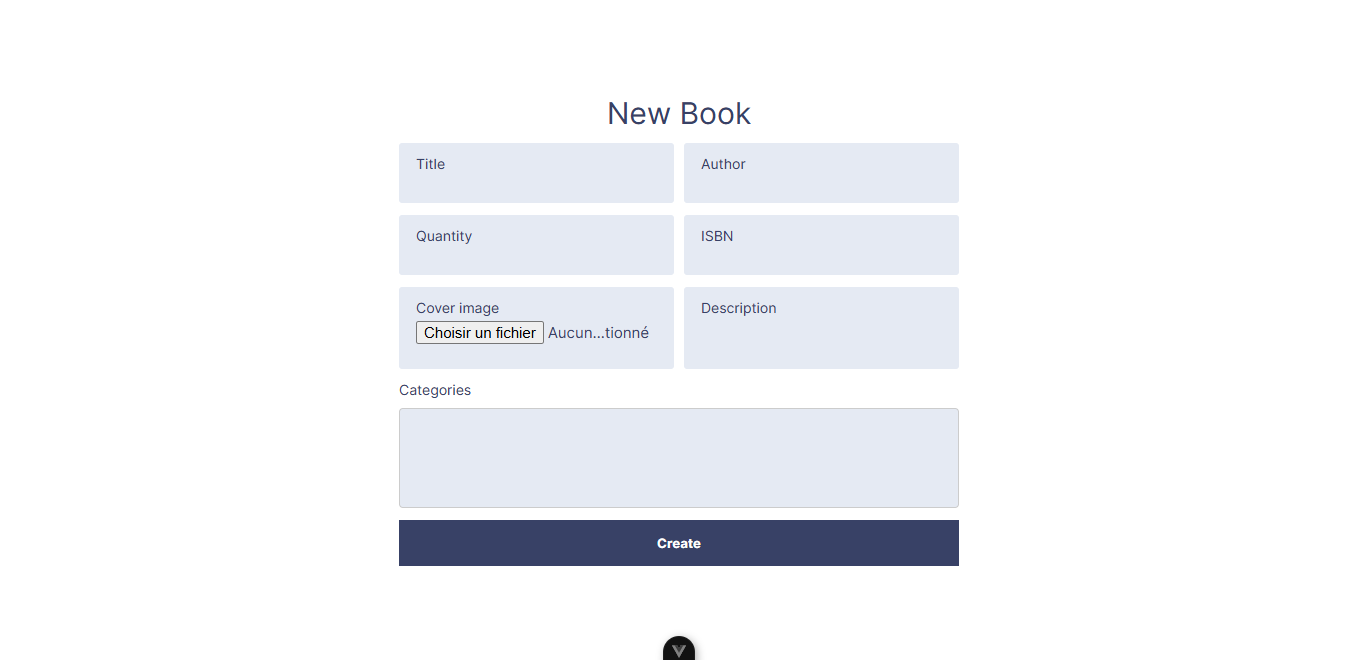 New Book
Title
Author
Quantity
ISBN
Cover image
Choisir un fichier Aucun...tionné
Description
Categories
Create